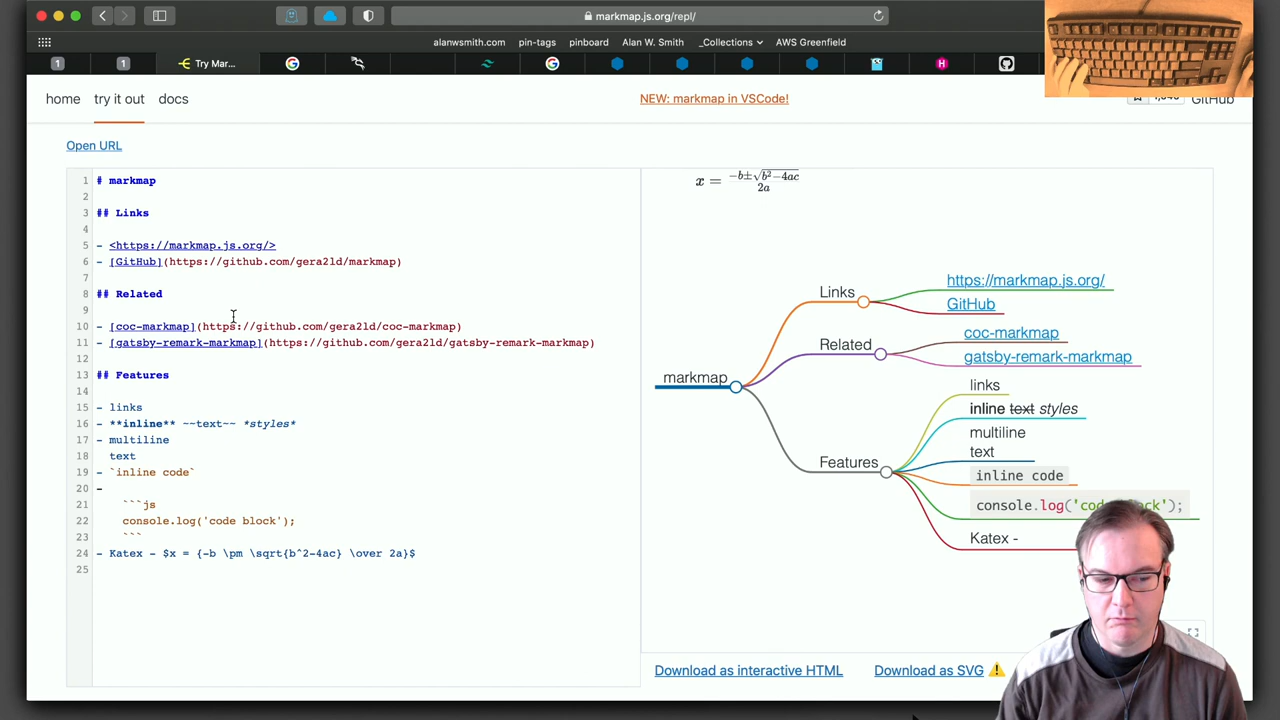 markmap.js.org/repl/
alanwsmith.com pin-tags pinboard Alan W. Smith _Collections AWS Greenfield
1 1 Try Mar...
home try it out docs NEW: markmap in VSCode! GitHub
Open URL
1 # markmap
2
3 ## Links
4
5 - <https://markmap.js.org/>
6 - [GitHub](https://github.com/gera2ld/markmap)
7
8 ## Related
9
10 - [coc-markmap](https://github.com/gera2ld/coc-markmap)
11 - [gatsby-remark-markmap](https://github.com/gera2ld/gatsby-remark-markmap)
12
13 ## Features
14
15 - links
16 - **inline** ~~text~~ *styles*
17 - multiline
18 text
19 - `inline code`
20 -
21 ```js
22 console.log('code block');
23 ```
24 - Katex - $x = {-b \pm \sqrt{b^2-4ac} \over 2a}$
25
x = −b±√b²−4ac
2a
markmap
Links
https://markmap.js.org/
GitHub
Related
coc-markmap
gatsby-remark-markmap
Features
links
inline text styles
multiline
text
inline code
console.log('code block');
Katex -
Download as interactive HTML Download as SVG